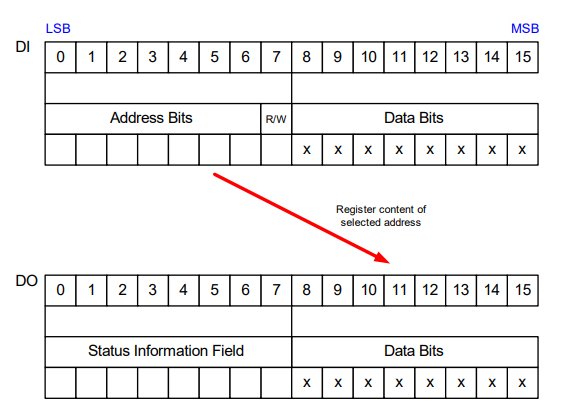 LSB MSB
DI 0 1 2 3 4 5 6 7 8 9 10 11 12 13 14 15
Address Bits R/W Data Bits
x x x x x x x x
Register content of
selected address
DO 0 1 2 3 4 5 6 7 8 9 10 11 12 13 14 15
Status Information Field Data Bits
x x x x x x x x